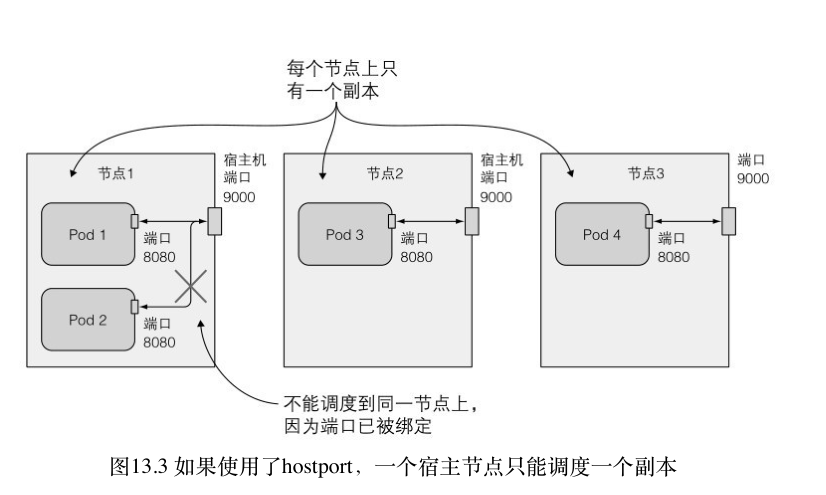 每个节点上只
有一个副本
节点1
宿主机
端口
9000
Pod 1
端口
8080
Pod 2
端口
8080
节点2
宿主机
端口
9000
Pod 3
端口
8080
节点3
端口
9000
Pod 4
端口
8080
不能调度到同一节点上，
因为端口已被绑定
图13.3 如果使用了hostport，一个宿主节点只能调度一个副本